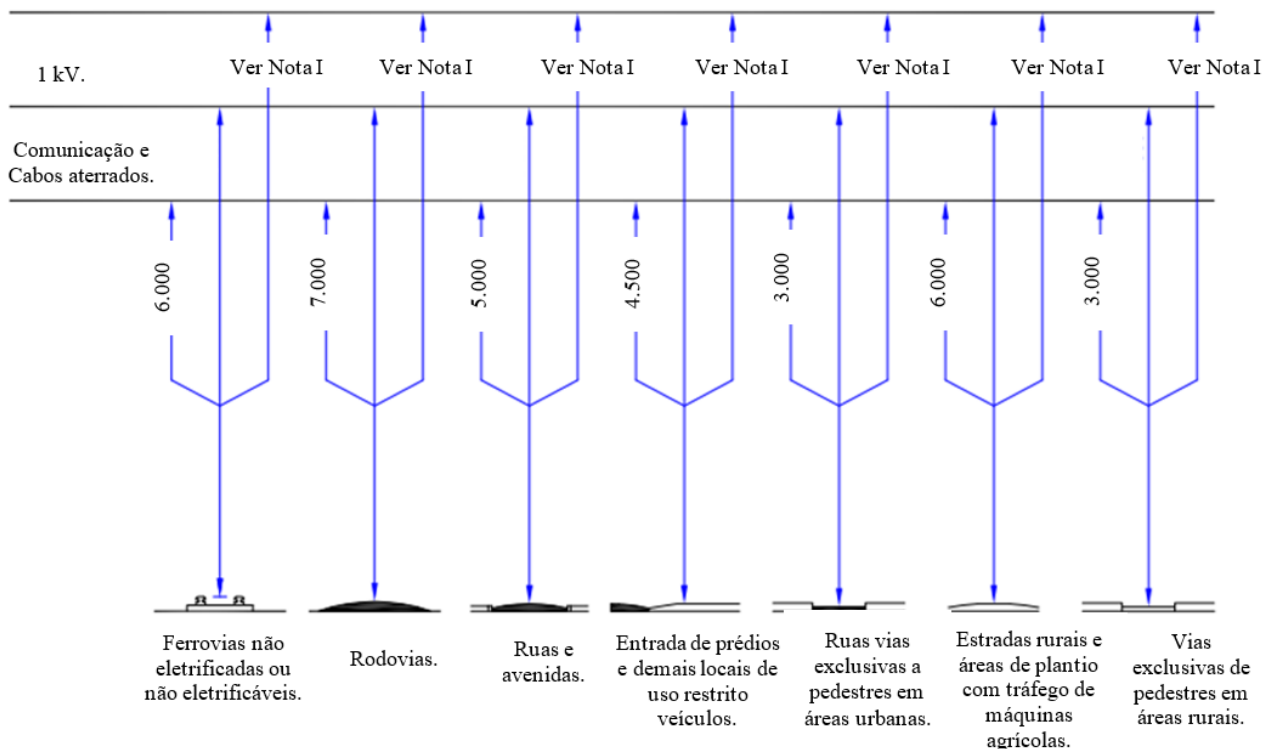 Ver Nota I
Ver Nota I
Ver Nota I
Ver Nota I
Ver Nota I
Ver Nota I
Ver Nota I
1 kV.
Comunicação e
Cabos aterrados.
6.000
7.000
5.000
4.500
3.000
6.000
3.000
Ferrovias não
eletrificadas ou
não eletrificáveis.
Rodovias.
Ruas e
avenidas.
Entrada de prédios
e demais locais de
uso restrito
veículos.
Ruas vias
exclusivas a
pedestres em
áreas urbanas.
Estradas rurais e
áreas de plantio
com tráfego de
máquinas
agrícolas.
Vias
exclusivas de
pedestres em
áreas rurais.